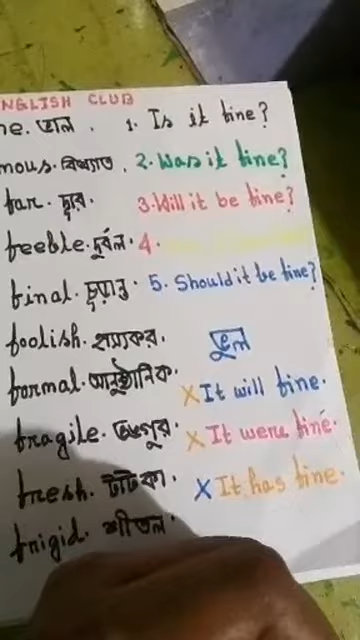 ENGLISH CLUB
ne. ভাল. 1. Is it fine?
mous. বিখ্যাত. 2. Was it fine?
far. দূর. 3. Will it be fine?
feeble. দুর্বল. 4.
final. চূড়ান্ত. 5. Should it be fine?
foolish. হাস্যকর. ভুল
formal. আনুষ্ঠানিক. X It will fine.
fragile. ভঙ্গুর. X It were fine.
fresh. টাটকা. X It has fine.
frigid. শীতল.